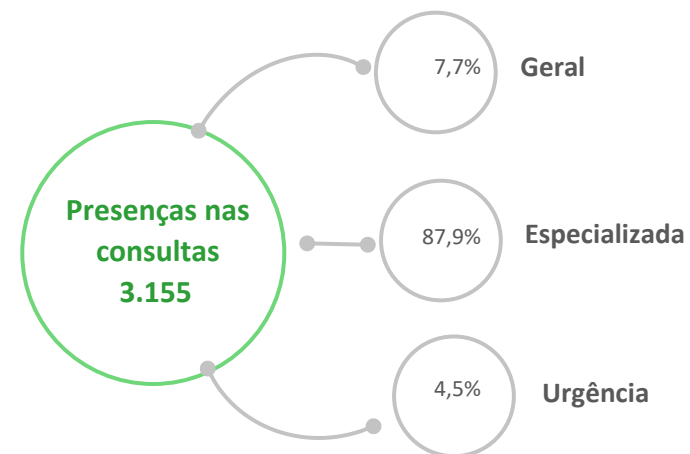 Presenças nas
consultas
3.155
7,7%
Geral
87,9%
Especializada
4,5%
Urgência